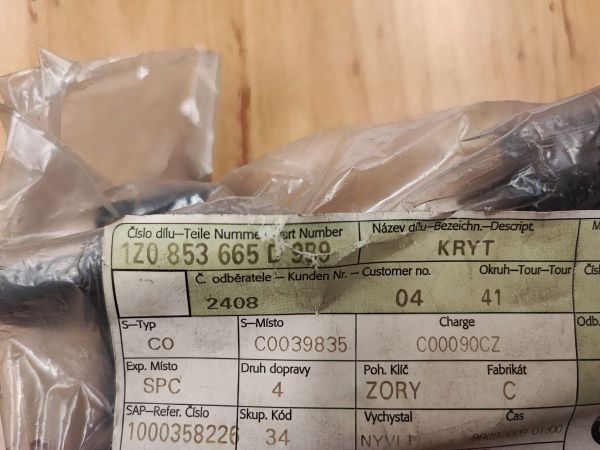 Číslo dílu—Teile Numme Part Number
1Z0 853 665 D 9B9
Název dílu—Bezeichn.—Descript.
KRYT
Č. odběratele – Kunden Nr. – Customer no.
2408 04
Okruh—Tour—Tour
41
S—Typ
CO
S—Místo
C0039835
Charge
C00090CZ
Odb.
Exp. Místo
SPC
Druh dopravy
4
Poh. Klíč
ZORY
Fabrikát
C
SAP—Refer. Číslo
1000358226
Skup. Kód
34
Vychystal
Čas